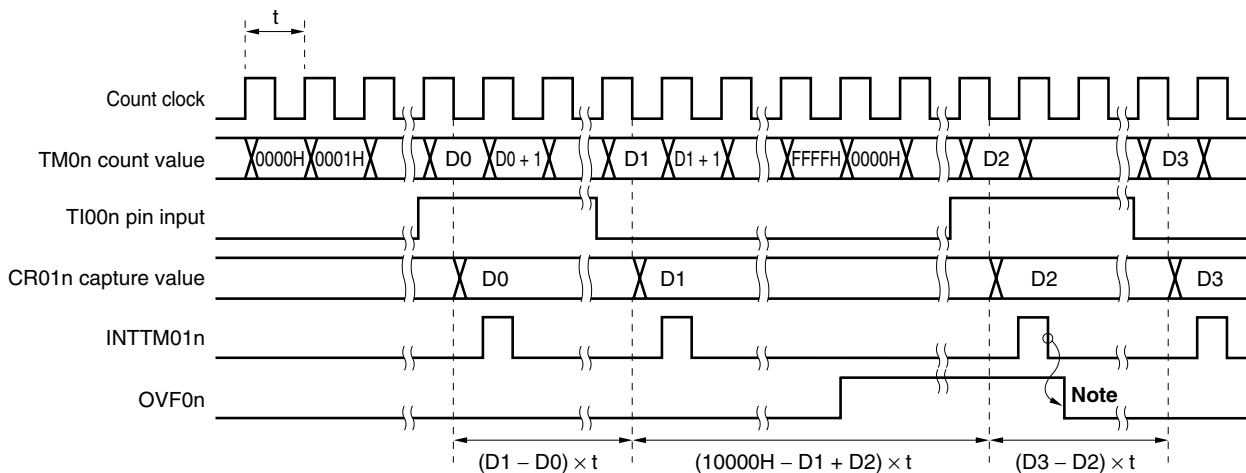 t
Count clock
TM0n count value
0000H 0001H D0 D0 + 1 D1 D1 + 1 FFFFH 0000H D2 D3
TI00n pin input
CR01n capture value
D0 D1 D2 D3
INTTM01n
OVF0n
Note
(D1 − D0) × t (10000H − D1 + D2) × t (D3 − D2) × t